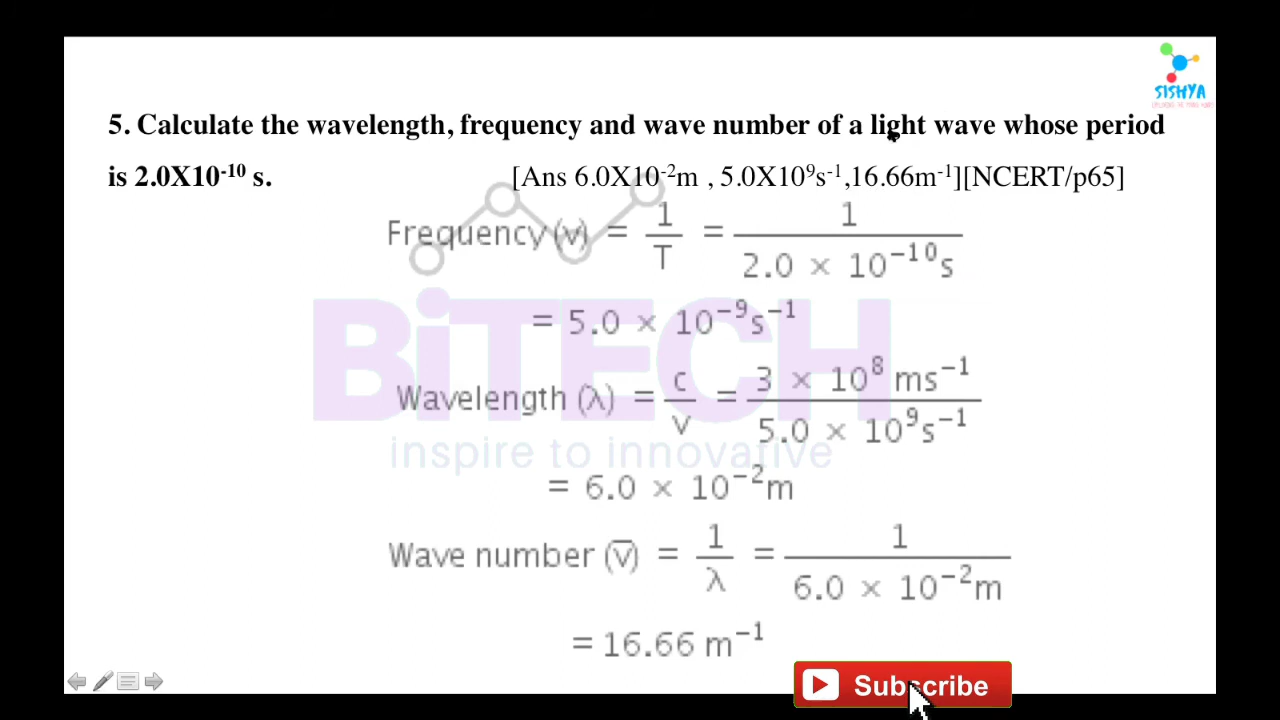 SISHYA
5. Calculate the wavelength, frequency and wave number of a light wave whose period
is 2.0X10⁻¹⁰ s. [Ans 6.0X10⁻²m , 5.0X10⁹s⁻¹,16.66m⁻¹][NCERT/p65]
Frequency (ν) = 1/T = 1/(2.0 × 10⁻¹⁰s)
= 5.0 × 10⁻⁹s⁻¹
BiTECH
Wavelength (λ) = c/ν = (3 × 10⁸ ms⁻¹)/(5.0 × 10⁹s⁻¹)
inspire to innovative
= 6.0 × 10⁻²m
Wave number (ν̅) = 1/λ = 1/(6.0 × 10⁻²m)
= 16.66 m⁻¹
Subscribe